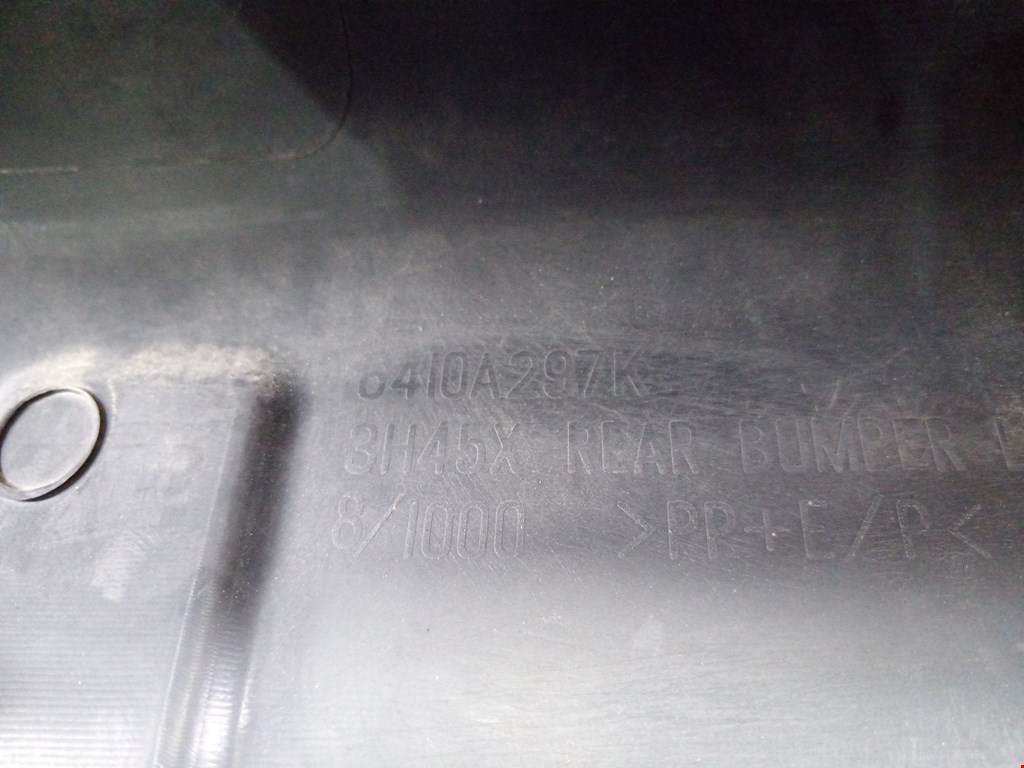 6410A297K
3H45X REAR BUMPER
8/1000 >PP+E/P<